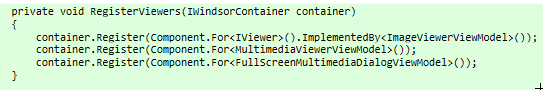 private void RegisterViewers(IWindsorContainer container)
{
container.Register(Component.For<IViewer>().ImplementedBy<ImageViewerViewModel>());
container.Register(Component.For<MultimediaViewerViewModel>());
container.Register(Component.For<FullScreenMultimediaDialogViewModel>());
}